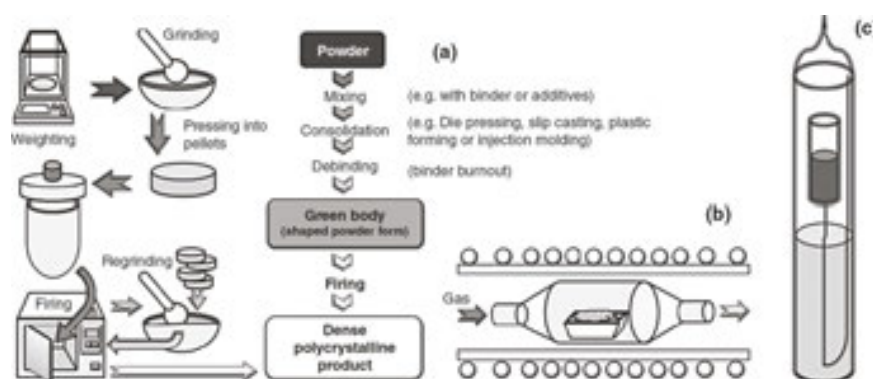 Grinding
Weighting
Pressing into
pellets
Regrinding
Firing
Powder
(a)
Mixing
(e.g. with binder or additives)
Consolidation
(e.g. Die pressing, slip casting, plastic
forming or injection molding)
Debinding
(binder burnout)
Green body
(shaped powder form)
Firing
Dense
polycrystalline
product
(b)
Gas
(c)